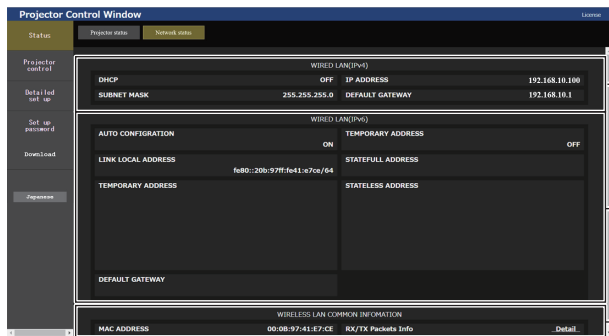 Projector Control Window
License
Status
Projector status
Network status
Projector
control
Detailed
set up
Set up
password
Download
Japanese
WIRED LAN(IPv4)
DHCP OFF IP ADDRESS 192.168.10.100
SUBNET MASK 255.255.255.0 DEFAULT GATEWAY 192.168.10.1
WIRED LAN(IPv6)
AUTO CONFIGRATION TEMPORARY ADDRESS
ON OFF
LINK LOCAL ADDRESS STATEFULL ADDRESS
fe80::20b:97ff:fe41:e7ce/64
TEMPORARY ADDRESS STATELESS ADDRESS
DEFAULT GATEWAY
WIRELESS LAN COMMON INFOMATION
MAC ADDRESS 00:0B:97:41:E7:CE RX/TX Packets Info Detail